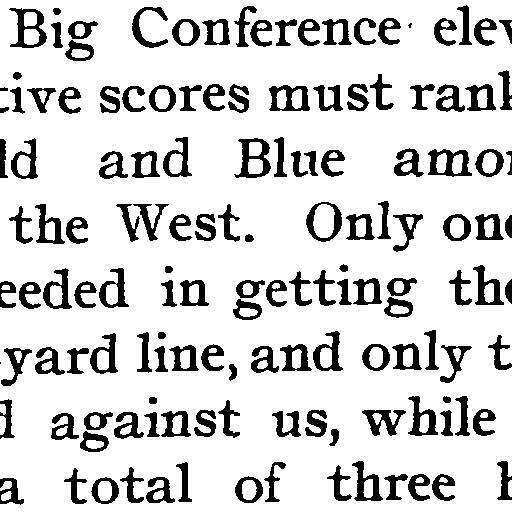 Big Conference elev
tive scores must rank
ld and Blue amon
the West. Only one
eeded in getting the
-yard line, and only t
d against us, while
a total of three h